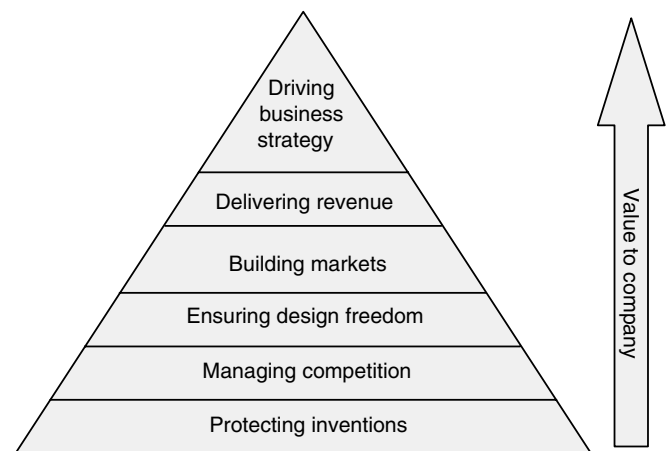 Driving
business
strategy
Delivering revenue
Building markets
Ensuring design freedom
Managing competition
Protecting inventions
Value to company